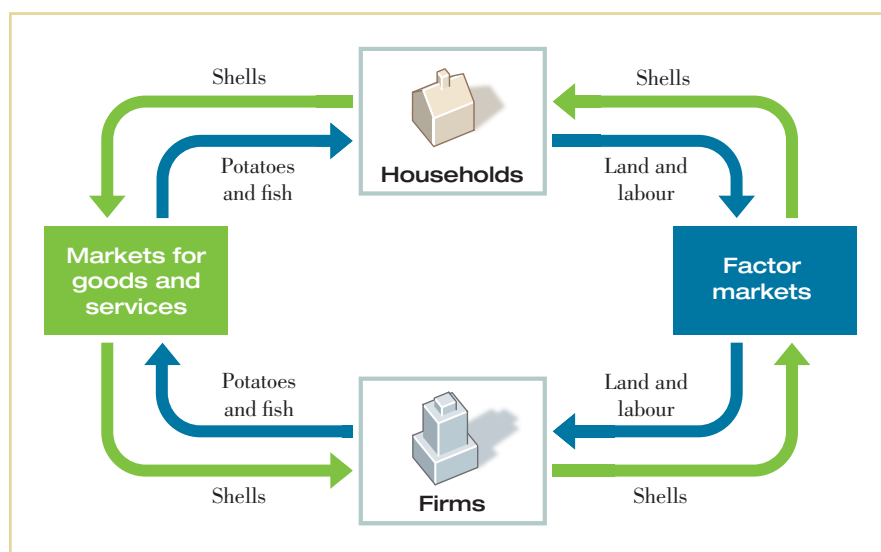 Shells
Shells
Potatoes
and fish
Households
Land and
labour
Markets for
goods and
services
Factor
markets
Potatoes
and fish
Land and
labour
Shells
Firms
Shells